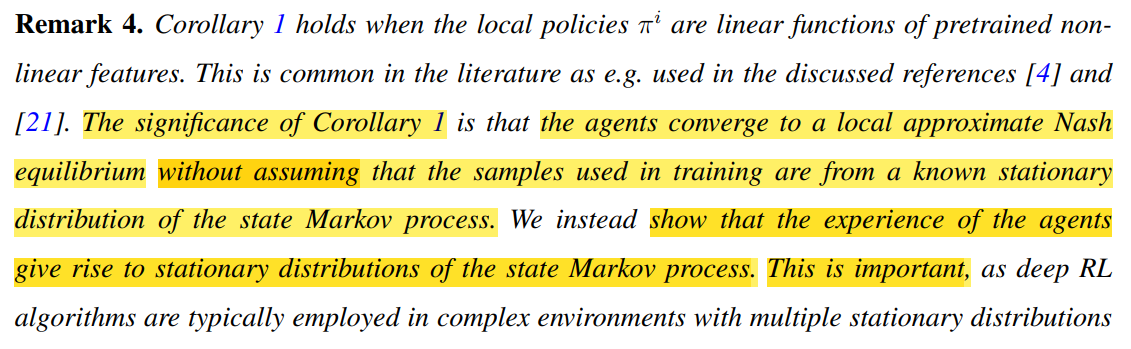 Remark 4. Corollary 1 holds when the local policies πⁱ are linear functions of pretrained non-
linear features. This is common in the literature as e.g. used in the discussed references [4] and
[21]. The significance of Corollary 1 is that the agents converge to a local approximate Nash
equilibrium without assuming that the samples used in training are from a known stationary
distribution of the state Markov process. We instead show that the experience of the agents
give rise to stationary distributions of the state Markov process. This is important, as deep RL
algorithms are typically employed in complex environments with multiple stationary distributions